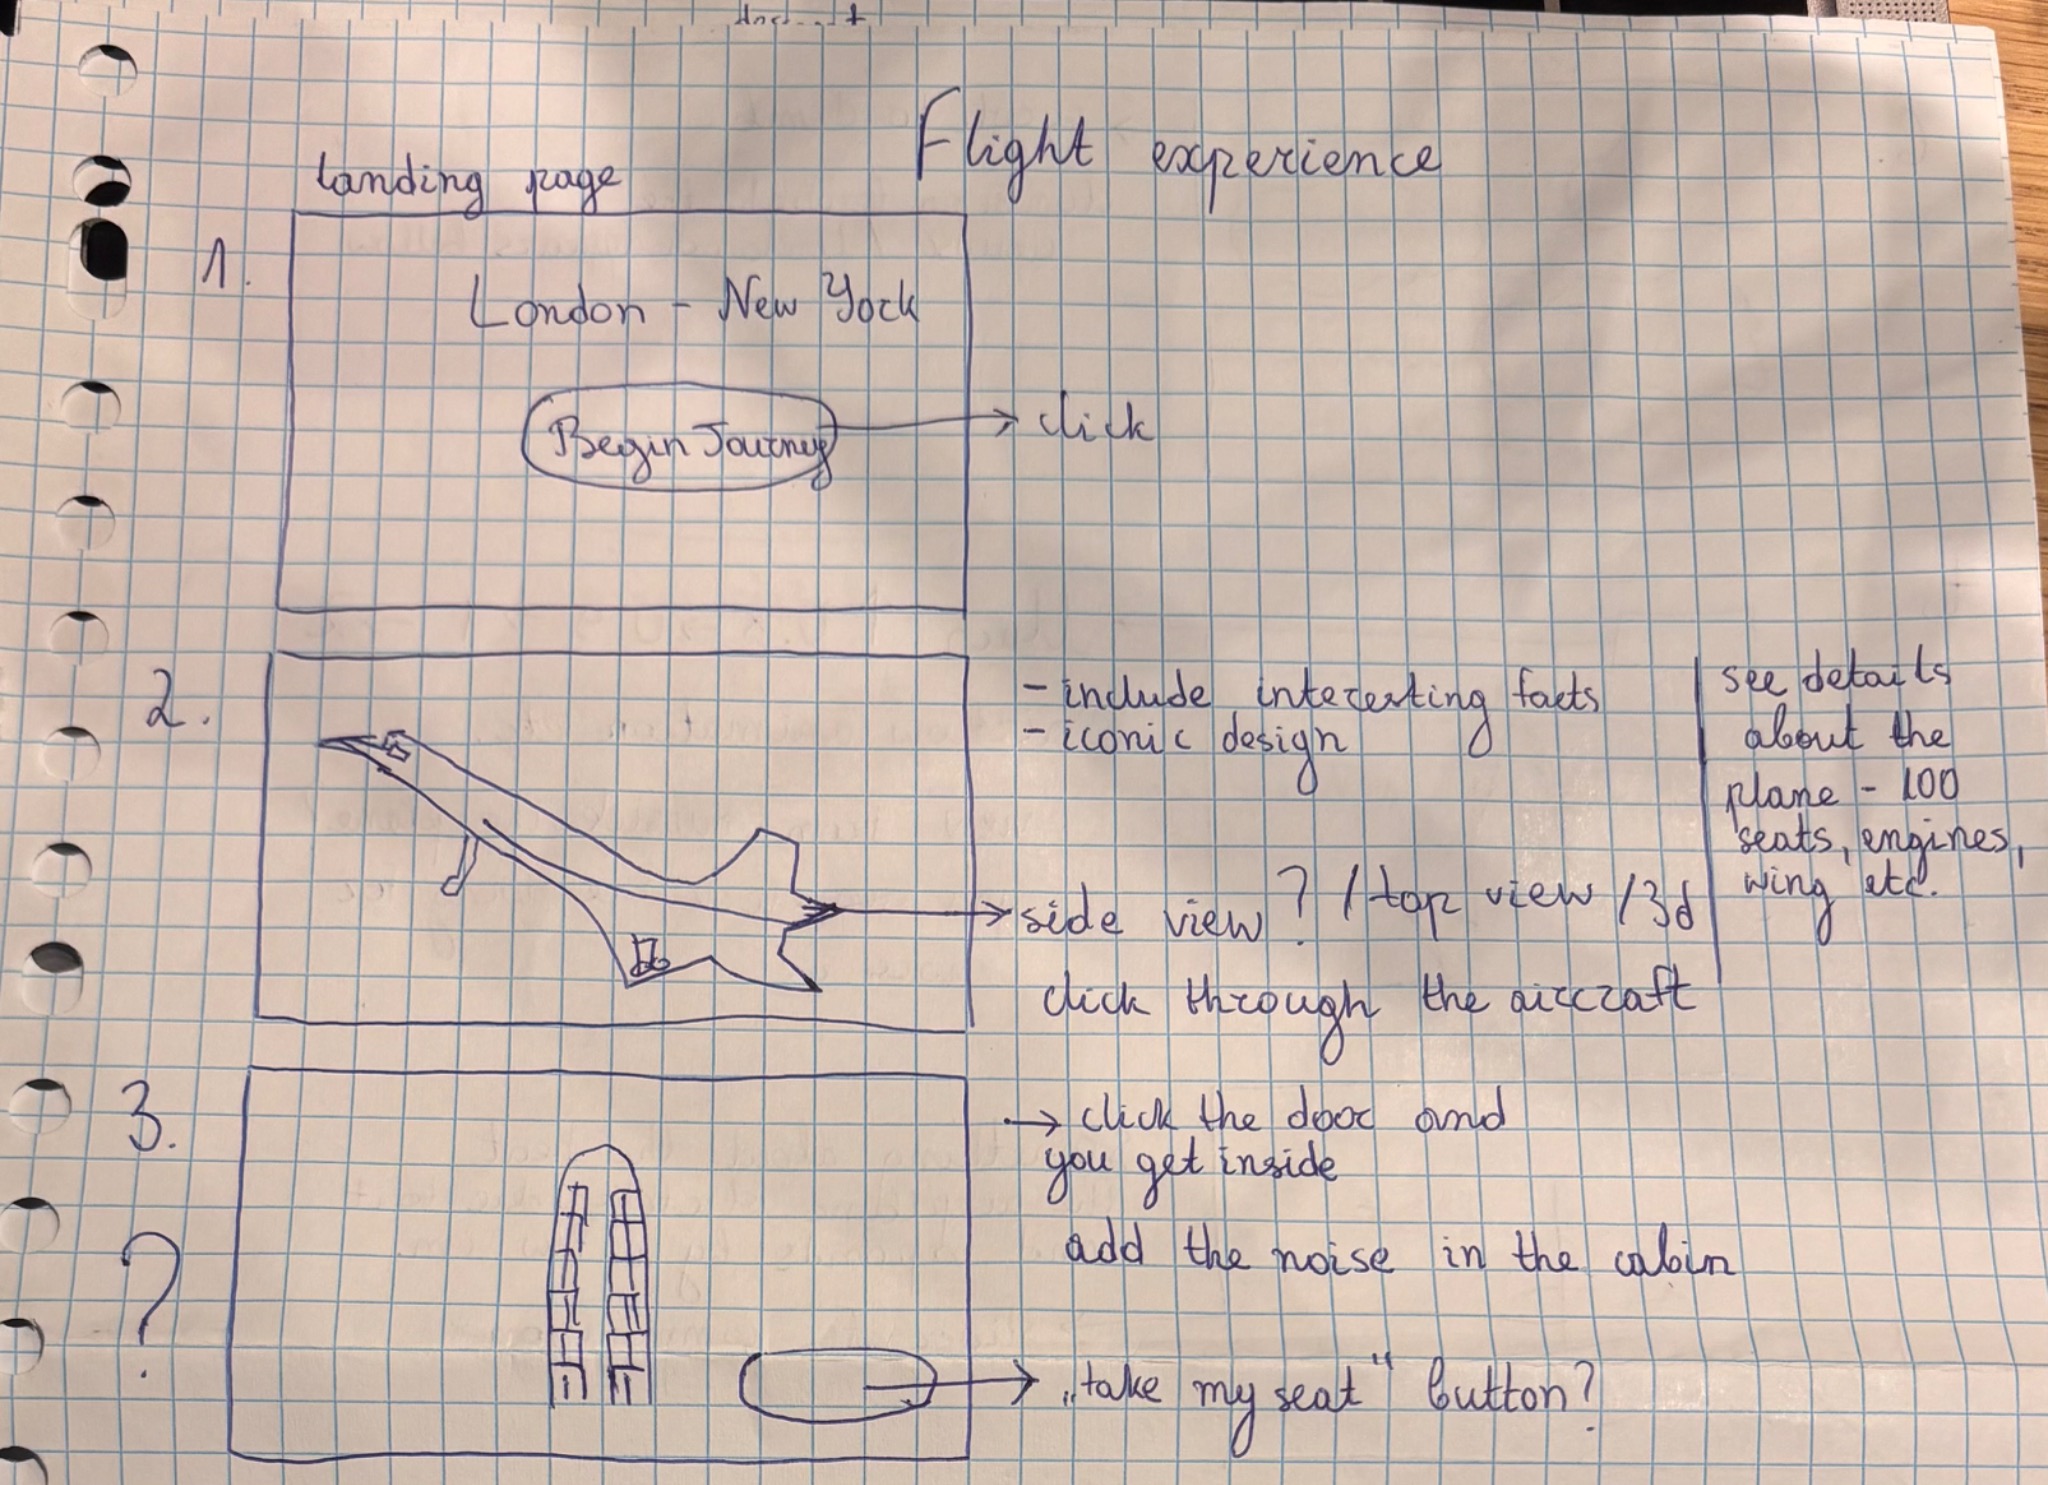 Flight experience
landing page
1.
London - New York
Begin Journey
click
2.
- include interesting facts
- iconic design
side view ? / top view / 3d
click through the aircraft
see details
about the
plane - 100
seats, engines,
wing etc.
3.
?
→ click the door and
you get inside
add the noise in the cabin
„take my seat“ button?